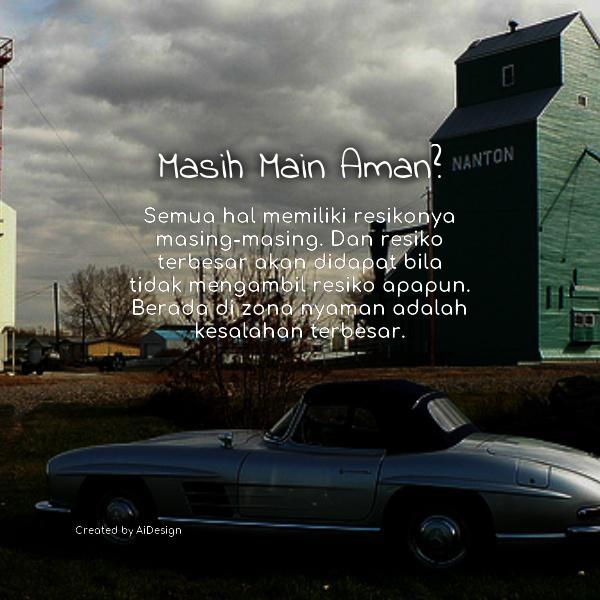 Masih Main Aman?
NANTON
Semua hal memiliki resikonya
masing-masing. Dan resiko
terbesar akan didapat bila
tidak mengambil resiko apapun.
Berada di zona nyaman adalah
kesalahan terbesar.
Created by AiDesign